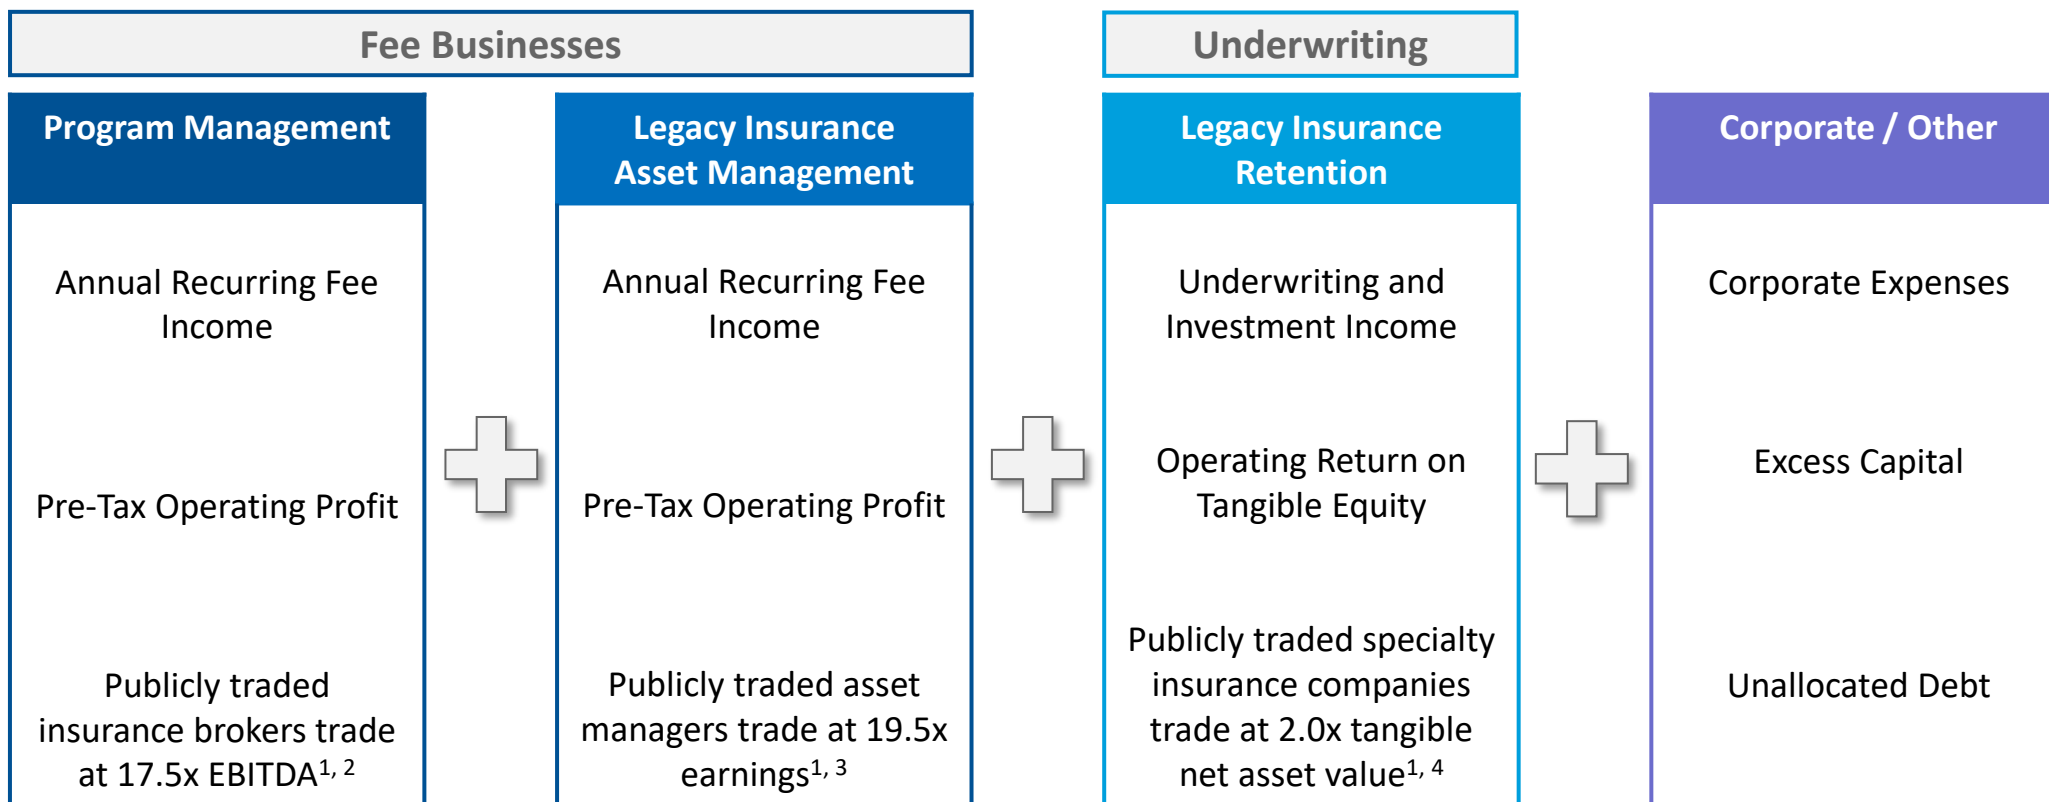 Fee Businesses
Underwriting
Program Management
Annual Recurring Fee
Income
Pre-Tax Operating Profit
Publicly traded
insurance brokers trade
at 17.5x EBITDA1, 2
Legacy Insurance
Asset Management
Annual Recurring Fee
Income
Pre-Tax Operating Profit
Publicly traded asset
managers trade at 19.5x
earnings1, 3
Legacy Insurance
Retention
Underwriting and
Investment Income
Operating Return on
Tangible Equity
Publicly traded specialty
insurance companies
trade at 2.0x tangible
net asset value1, 4
Corporate / Other
Corporate Expenses
Excess Capital
Unallocated Debt